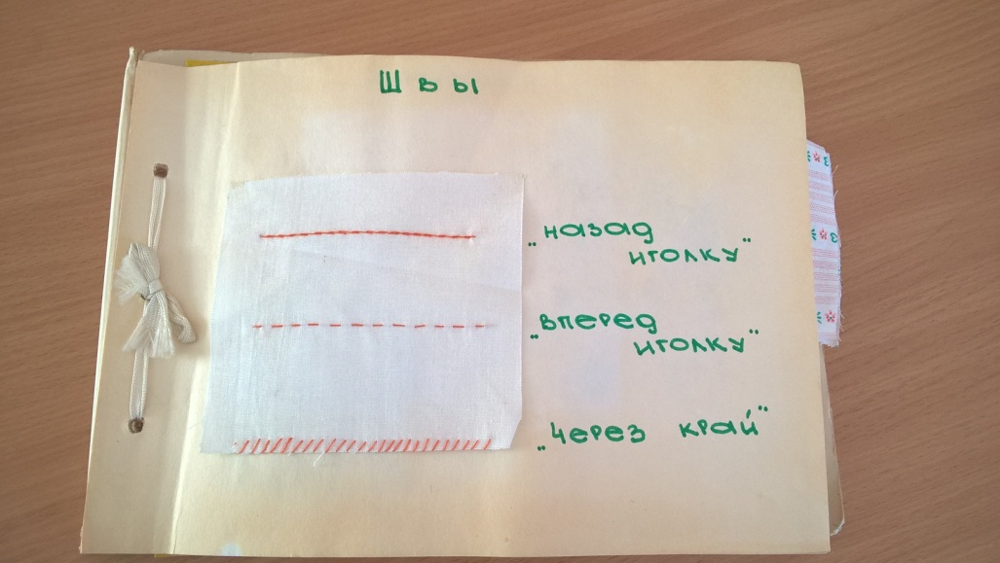 Швы
„назад
иголку"
„вперед
иголку"
„Через край"